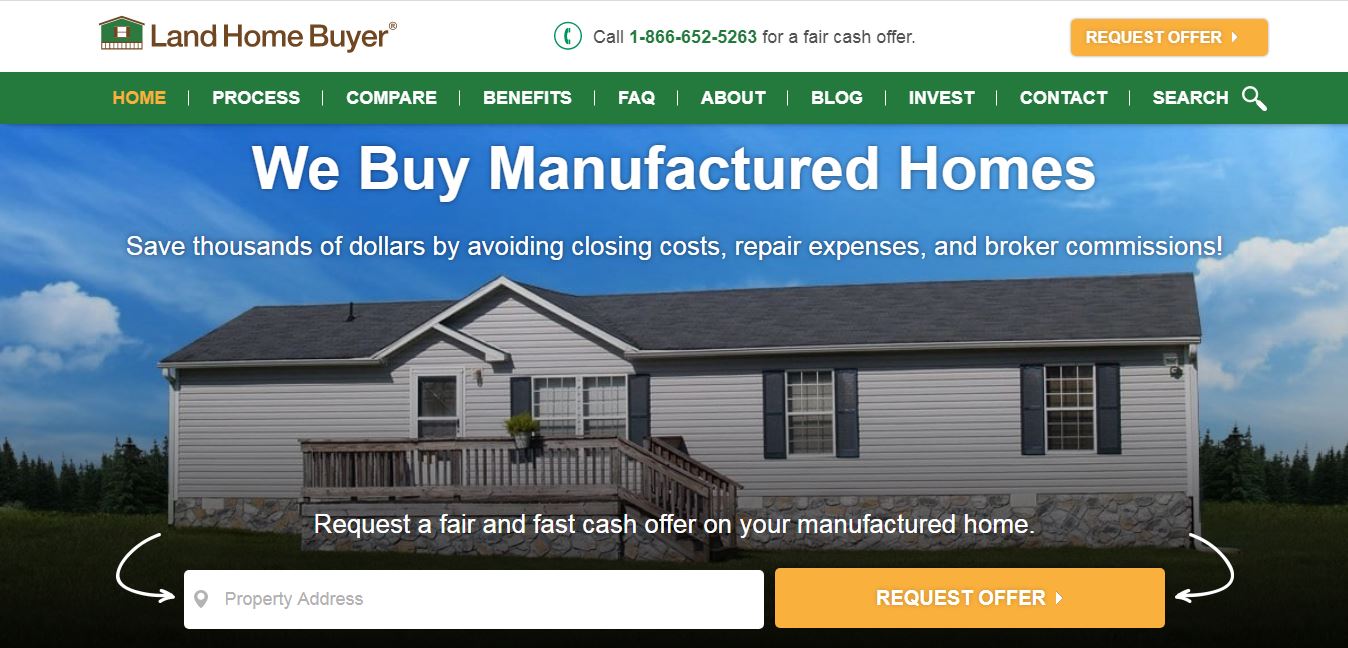 Land Home Buyer®
Call 1-866-652-5263 for a fair cash offer.
REQUEST OFFER
HOME PROCESS COMPARE BENEFITS FAQ ABOUT BLOG INVEST CONTACT SEARCH
We Buy Manufactured Homes
Save thousands of dollars by avoiding closing costs, repair expenses, and broker commissions!
Request a fair and fast cash offer on your manufactured home.
Property Address
REQUEST OFFER